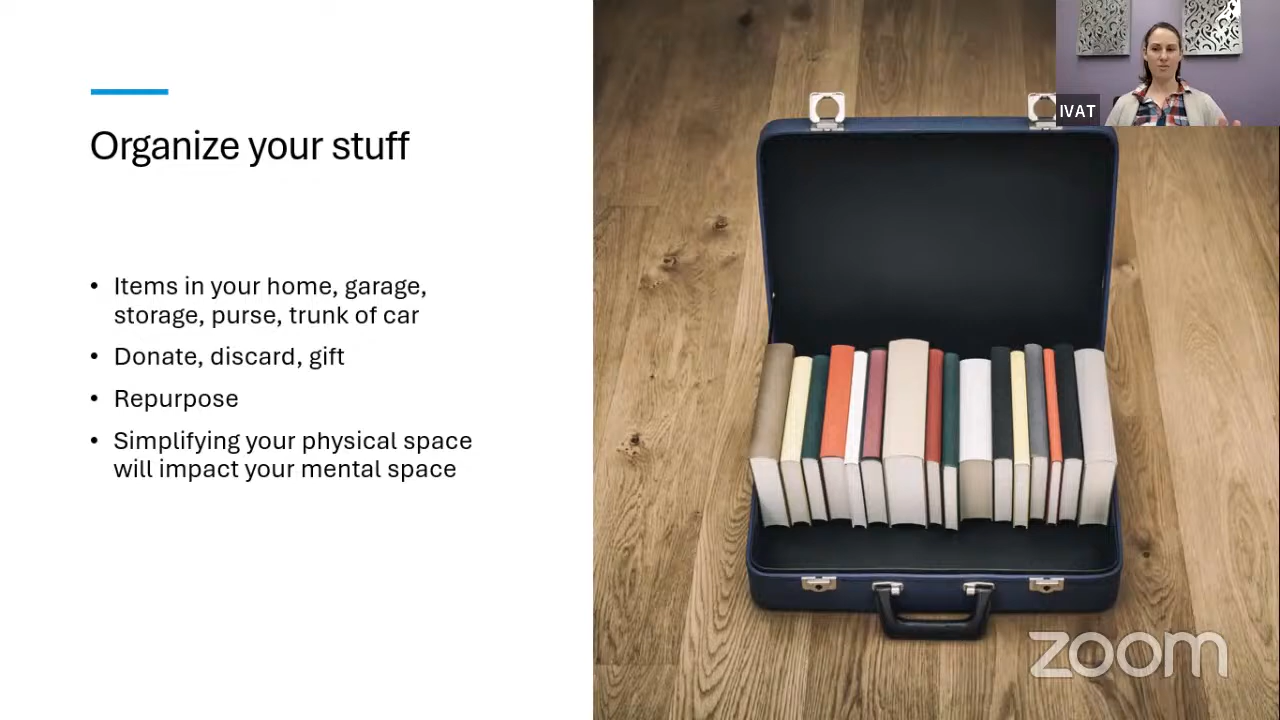 IVAT
Organize your stuff
• Items in your home, garage,
storage, purse, trunk of car
• Donate, discard, gift
• Repurpose
• Simplifying your physical space
will impact your mental space
zoom